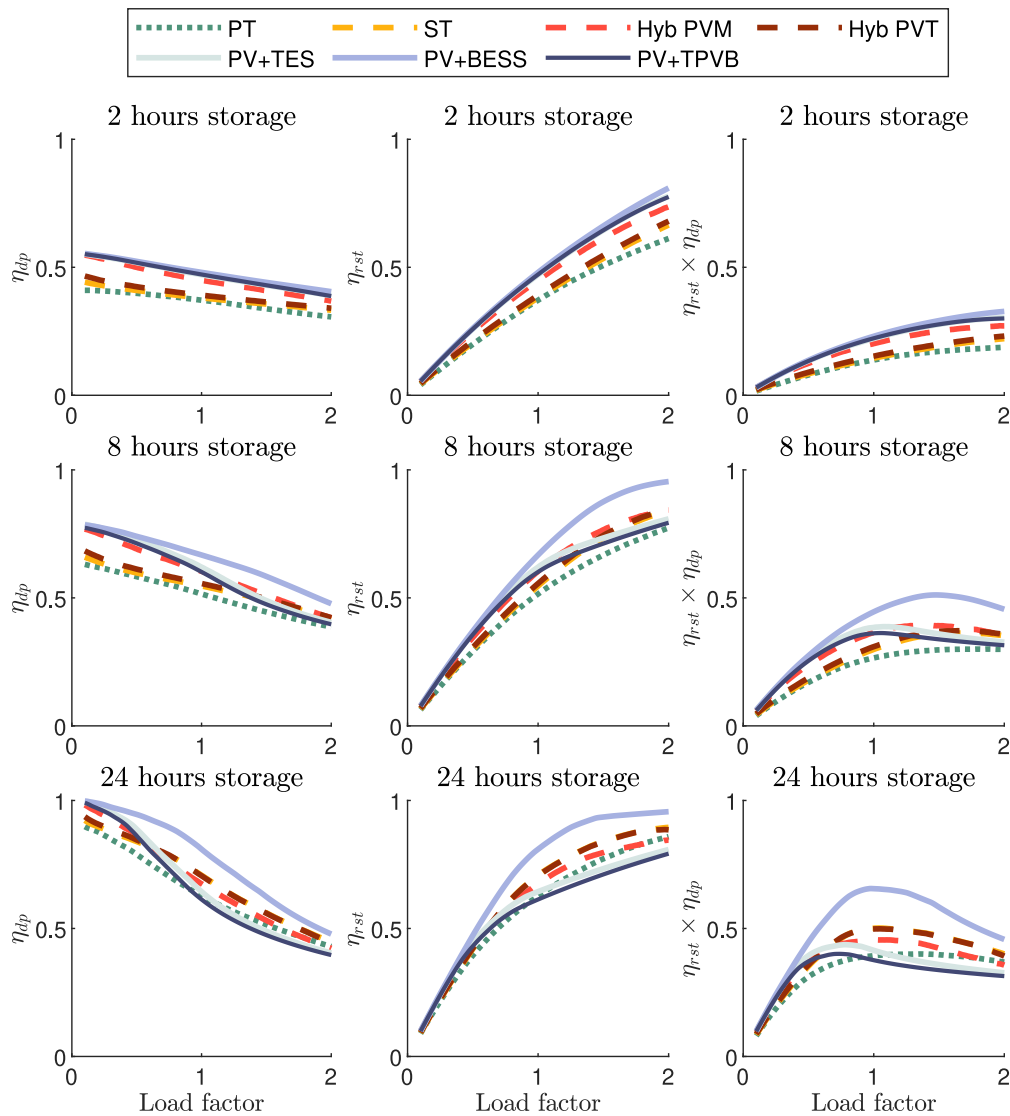 PT ST Hyb PVM Hyb PVT
PV+TES PV+BESS PV+TPVB
2 hours storage 2 hours storage 2 hours storage
1 1 1
0.5 0.5 0.5
0 0 0
η_dp η_rst η_rst × η_dp
0 1 2 0 1 2 0 1 2
8 hours storage 8 hours storage 8 hours storage
1 1 1
0.5 0.5 0.5
0 0 0
η_dp η_rst η_rst × η_dp
0 1 2 0 1 2 0 1 2
24 hours storage 24 hours storage 24 hours storage
1 1 1
0.5 0.5 0.5
0 0 0
η_dp η_rst η_rst × η_dp
0 1 2 0 1 2 0 1 2
Load factor Load factor Load factor